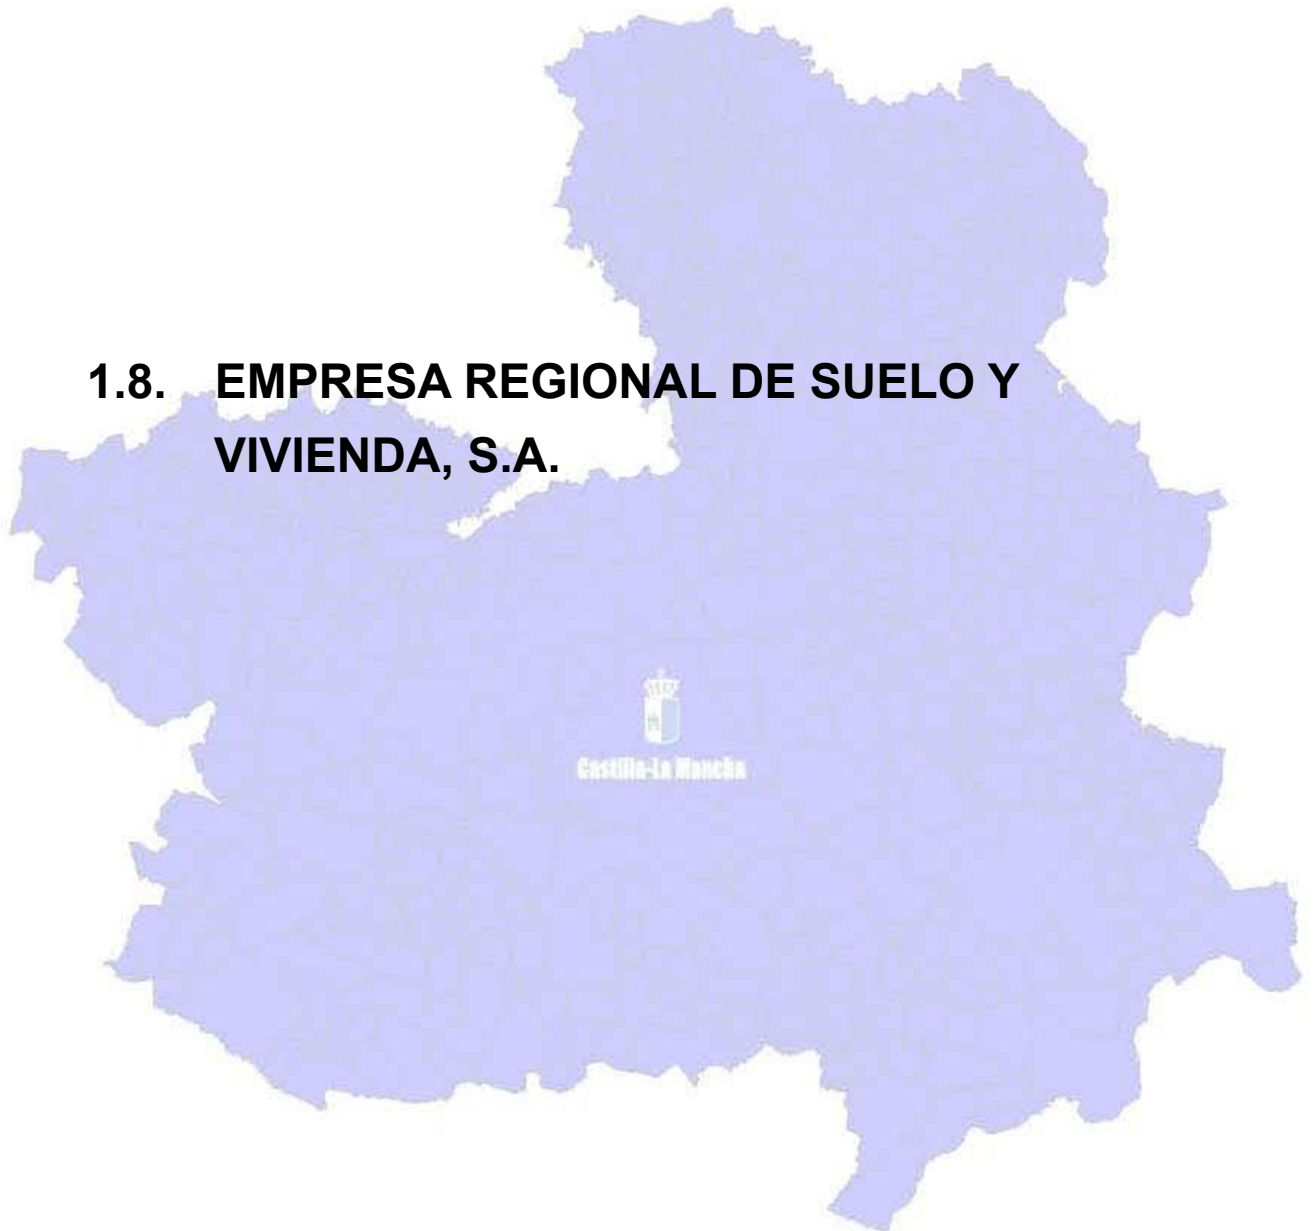 1.8. EMPRESA REGIONAL DE SUELO Y
VIVIENDA, S.A.
Castilla-La Mancha